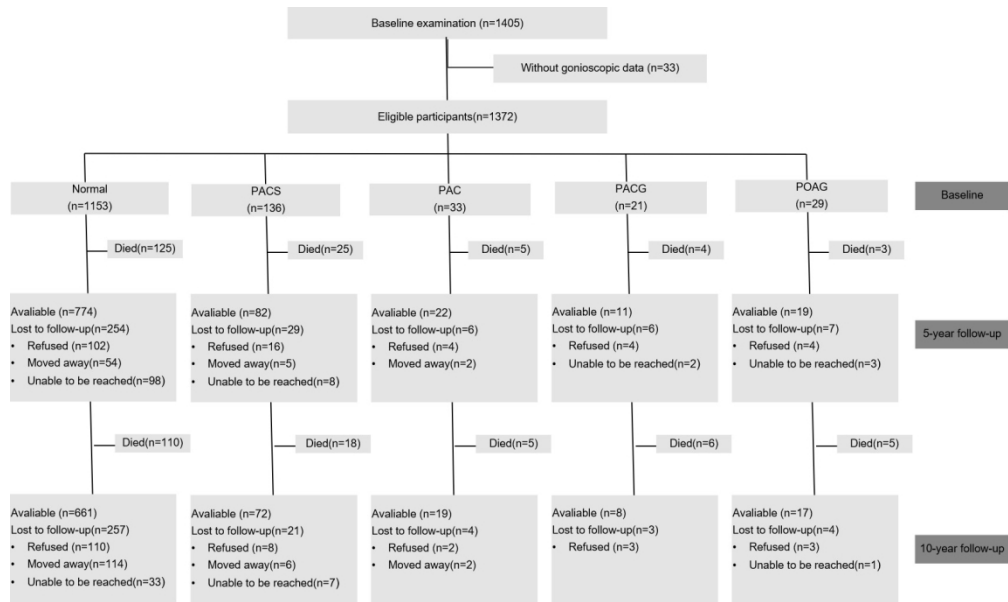 Baseline examination (n=1405)
Without gonioscopic data (n=33)
Eligible participants(n=1372)
Normal
(n=1153)
PACS
(n=136)
PAC
(n=33)
PACG
(n=21)
POAG
(n=29)
Baseline
Died(n=125)
Died(n=25)
Died(n=5)
Died(n=4)
Died(n=3)
Avaliable (n=774)
Lost to follow-up(n=254)
• Refused (n=102)
• Moved away(n=54)
• Unable to be reached(n=98)
Avaliable (n=82)
Lost to follow-up(n=29)
• Refused (n=16)
• Moved away(n=5)
• Unable to be reached(n=8)
Avaliable (n=22)
Lost to follow-up(n=6)
• Refused (n=4)
• Moved away(n=2)
Avaliable (n=11)
Lost to follow-up(n=6)
• Refused (n=4)
• Unable to be reached(n=2)
Avaliable (n=19)
Lost to follow-up(n=7)
• Refused (n=4)
• Unable to be reached(n=3)
5-year follow-up
Died(n=110)
Died(n=18)
Died(n=5)
Died(n=6)
Died(n=5)
Avaliable (n=661)
Lost to follow-up(n=257)
• Refused (n=110)
• Moved away(n=114)
• Unable to be reached(n=33)
Avaliable (n=72)
Lost to follow-up(n=21)
• Refused (n=8)
• Moved away(n=6)
• Unable to be reached(n=7)
Avaliable (n=19)
Lost to follow-up(n=4)
• Refused (n=2)
• Moved away(n=2)
Avaliable (n=8)
Lost to follow-up(n=3)
• Refused (n=3)
Avaliable (n=17)
Lost to follow-up(n=4)
• Refused (n=3)
• Unable to be reached(n=1)
10-year follow-up